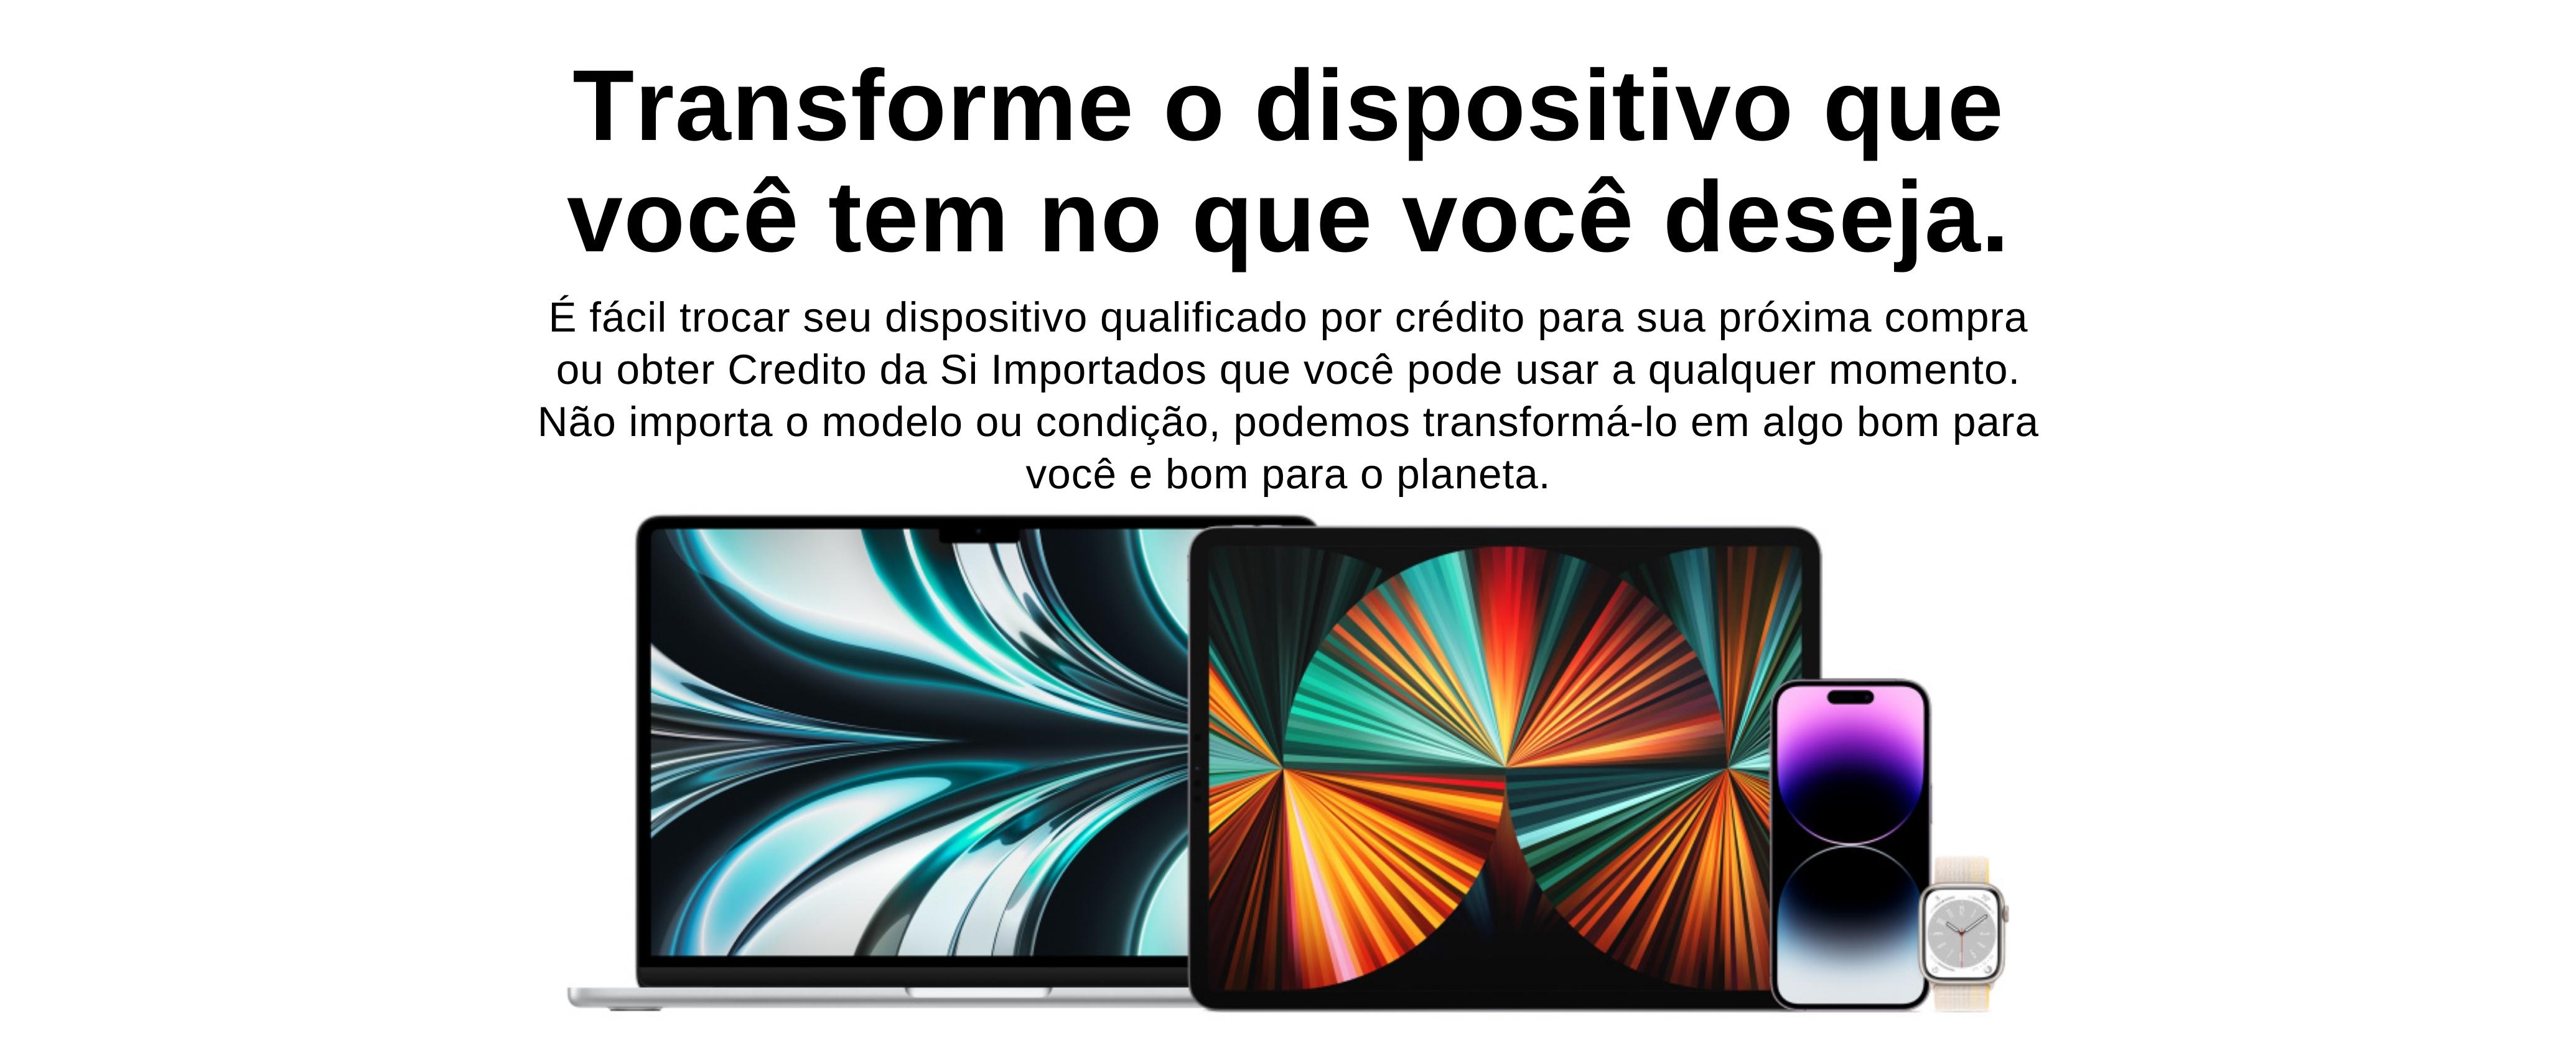 Transforme o dispositivo que
você tem no que você deseja.
É fácil trocar seu dispositivo qualificado por crédito para sua próxima compra
ou obter Credito da Si Importados que você pode usar a qualquer momento.
Não importa o modelo ou condição, podemos transformá-lo em algo bom para
você e bom para o planeta.